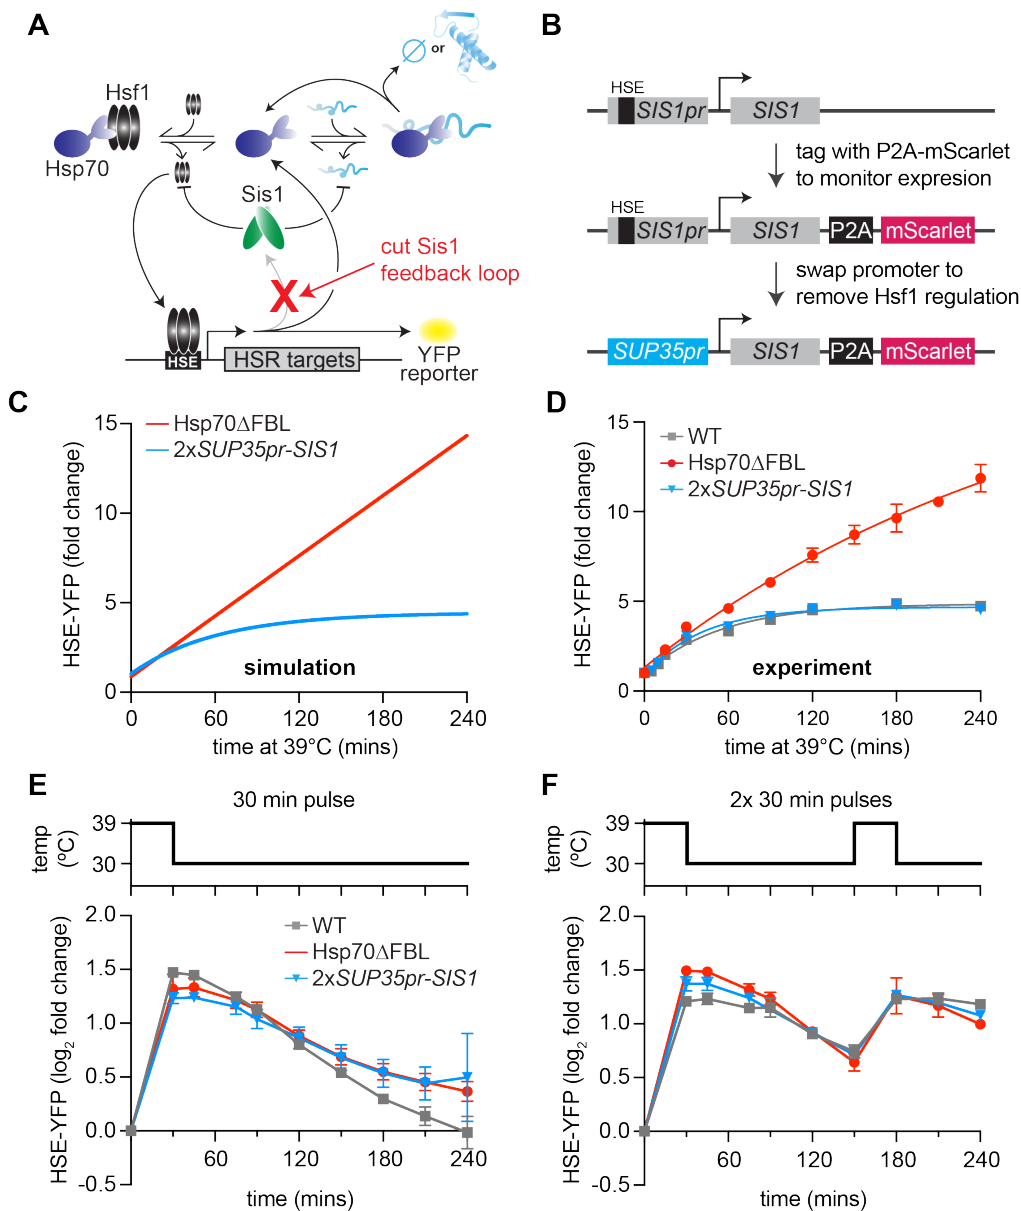 A
Hsf1
Hsp70
∅ or
Sis1
cut Sis1
feedback loop
X
HSE
HSR targets
YFP
reporter
B
HSE
SIS1pr
SIS1
tag with P2A-mScarlet
to monitor expresion
HSE
SIS1pr
SIS1
P2A
mScarlet
swap promoter to
remove Hsf1 regulation
SUP35pr
SIS1
P2A
mScarlet
C
HSE-YFP (fold change)
15
10
5
0
Hsp70ΔFBL
2xSUP35pr-SIS1
simulation
0 60 120 180 240
time at 39°C (mins)
D
HSE-YFP (fold change)
15
10
5
0
WT
Hsp70ΔFBL
2xSUP35pr-SIS1
experiment
0 60 120 180 240
time at 39°C (mins)
E
30 min pulse
temp
(ºC)
39
30
HSE-YFP (log2 fold change)
2.0
1.5
1.0
0.5
0.0
-0.5
WT
Hsp70ΔFBL
2xSUP35pr-SIS1
60 120 180 240
time (mins)
F
2x 30 min pulses
temp
(ºC)
39
30
HSE-YFP (log2 fold change)
2.0
1.5
1.0
0.5
0.0
-0.5
60 120 180 240
time (mins)